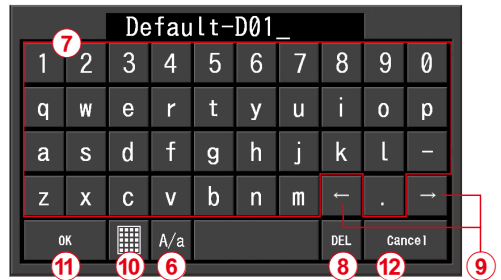 Default-D01_
7
1 2 3 4 5 6 7 8 9 0
q w e r t y u i o p
a s d f g h j k l -
z x c v b n m ← . →
OK A/a DEL Cancel
11 10 6 8 12 9